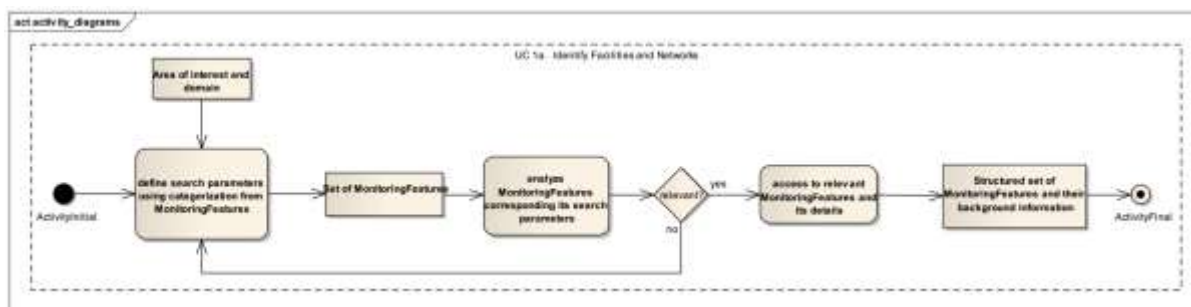 act activity_diagrams
UC 1a Identify Facilities and Networks
Area of interest and
domain
define search parameters
using categorization from
MonitoringFeatures
ActivityInitial
Set of MonitoringFeatures
analyze
MonitoringFeatures
corresponding its search
parameters
relevant?
yes
no
access to relevant
MonitoringFeatures and
its details
Structured set of
MonitoringFeatures and their
background information
ActivityFinal